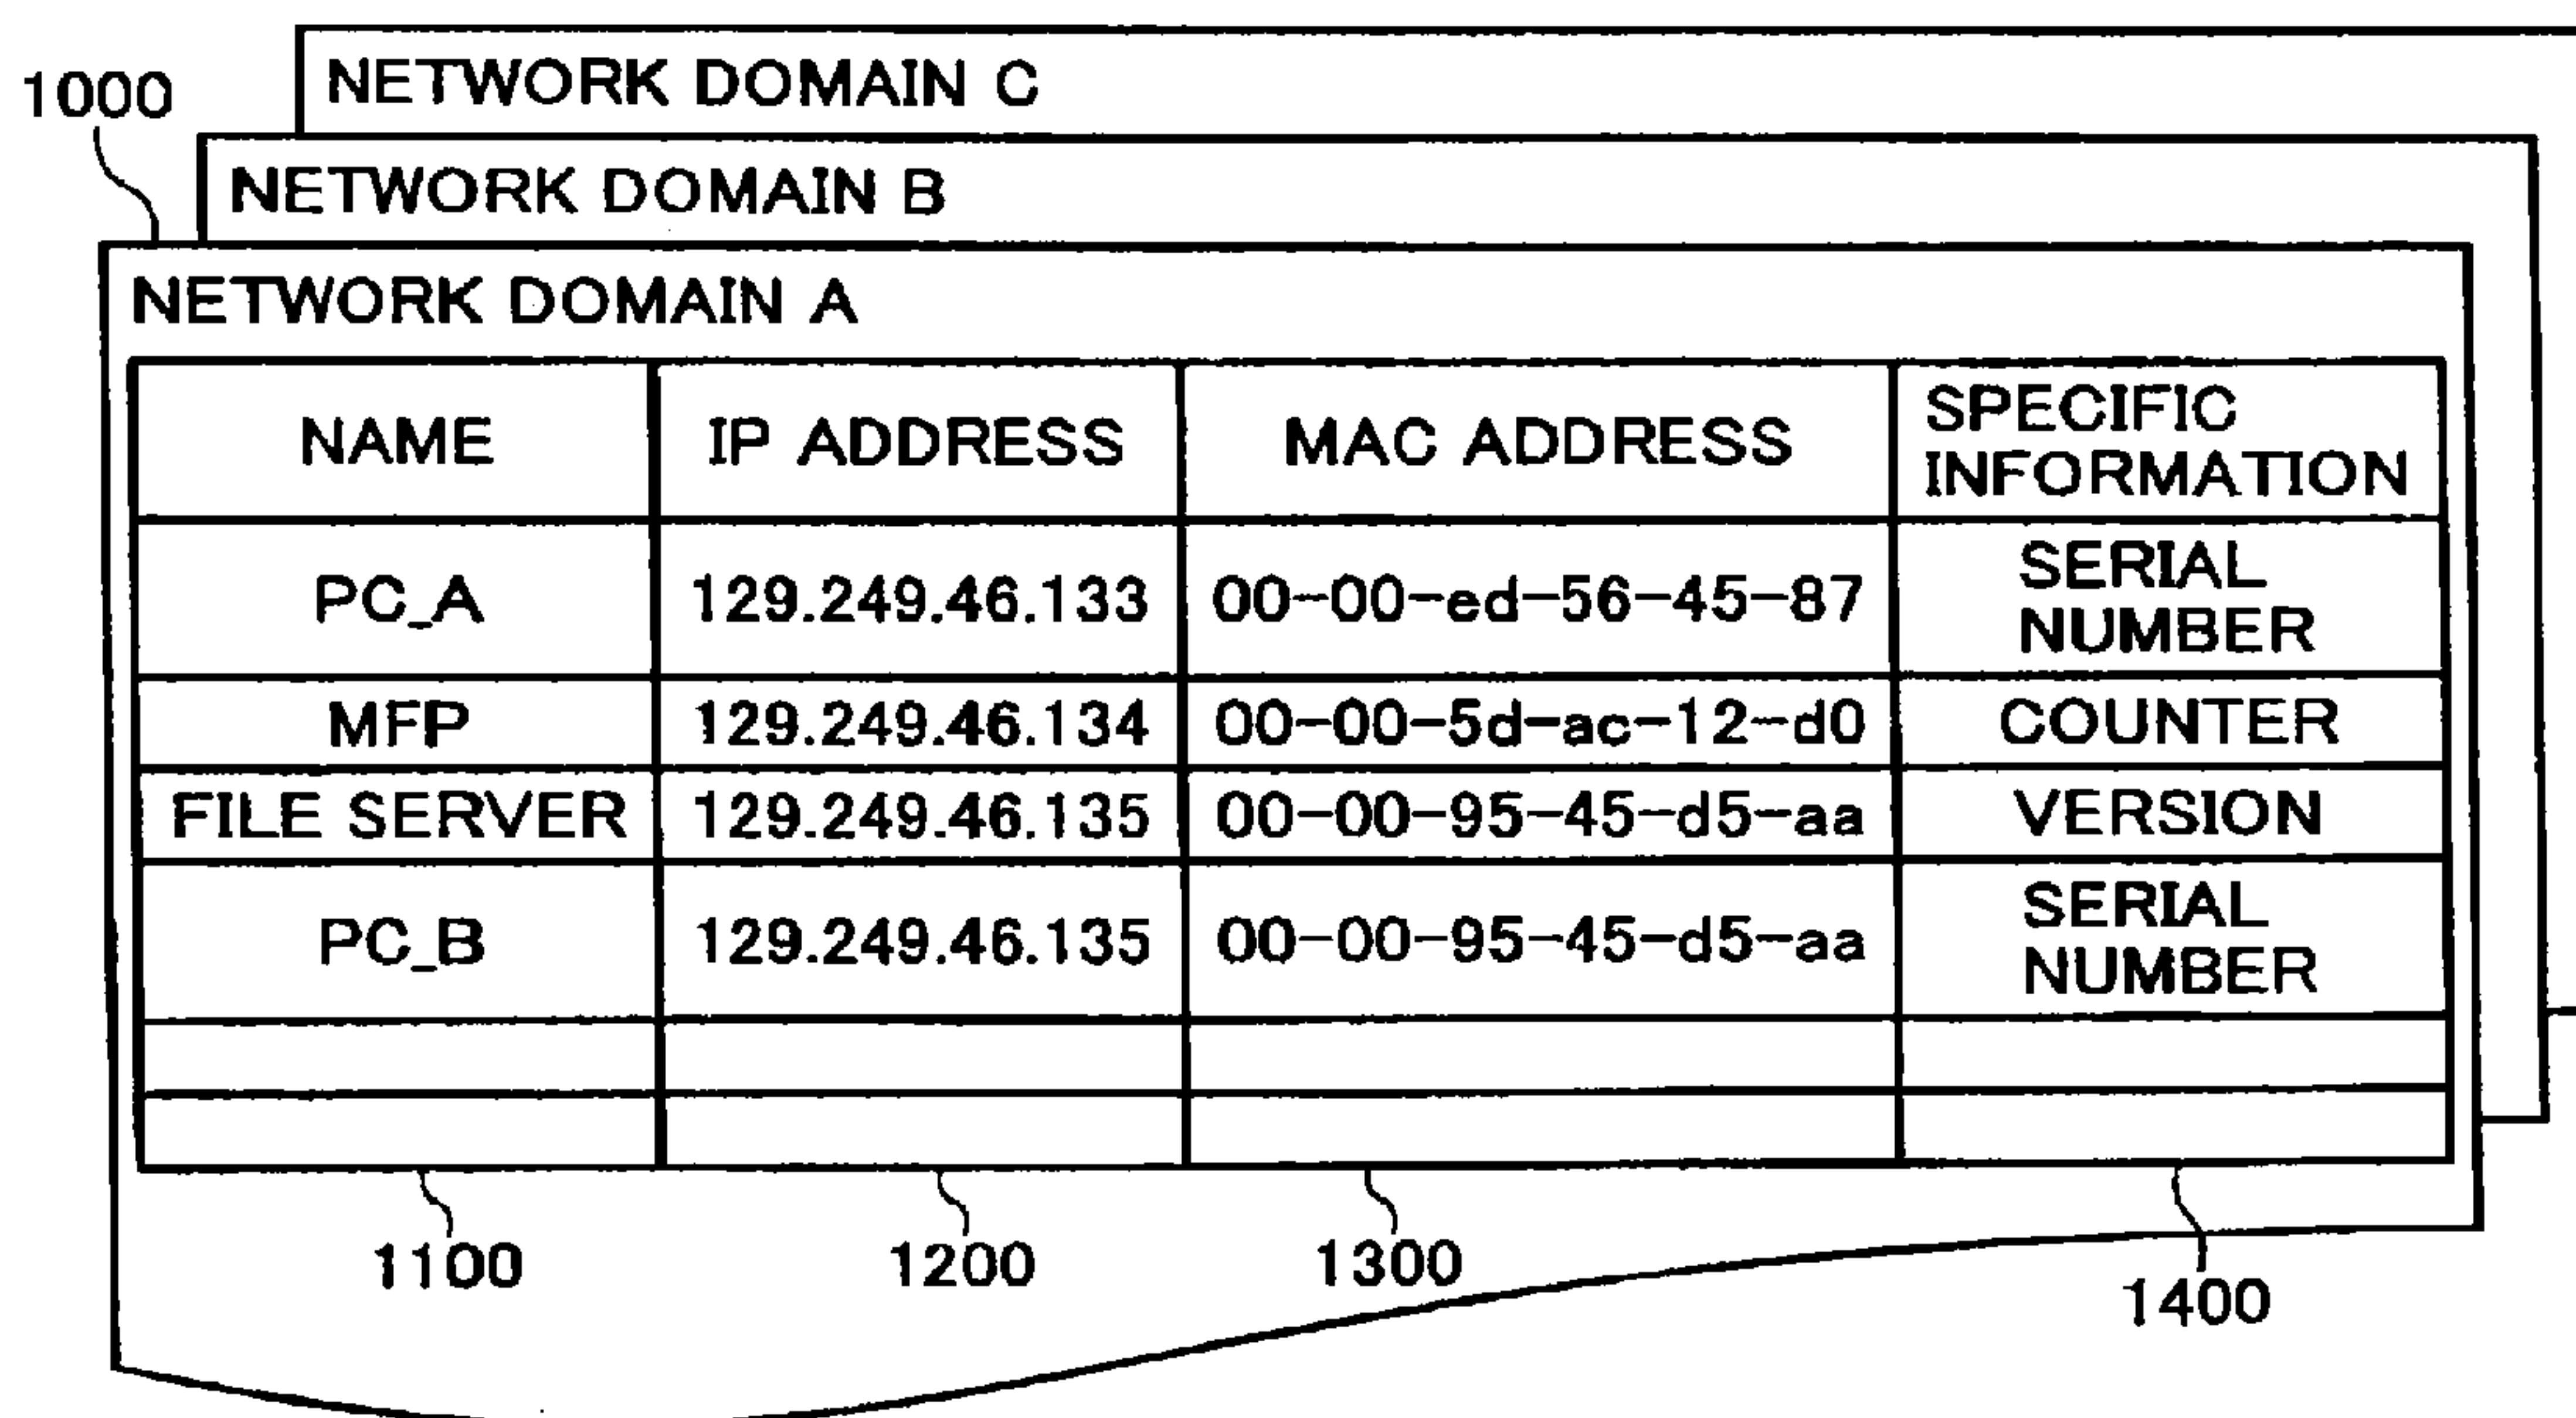 NETWORK DOMAIN C
1000
NETWORK DOMAIN B
NETWORK DOMAIN A
NAME IP ADDRESS MAC ADDRESS SPECIFIC
INFORMATION
PC_A 129.249.46.133 00-00-ed-56-45-87 SERIAL
NUMBER
MFP 129.249.46.134 00-00-5d-ac-12-d0 COUNTER
FILE SERVER 129.249.46.135 00-00-95-45-d5-aa VERSION
PC_B 129.249.46.135 00-00-95-45-d5-aa SERIAL
NUMBER
1100 1200 1300 1400